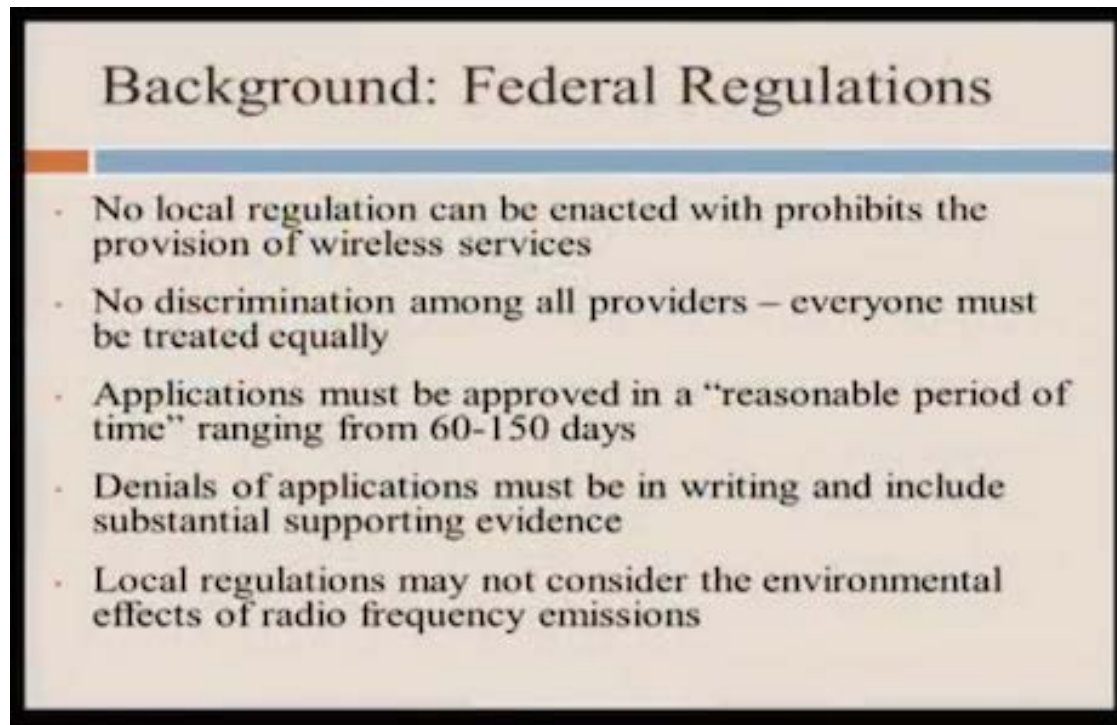 Background: Federal Regulations
· No local regulation can be enacted with prohibits the
provision of wireless services
· No discrimination among all providers – everyone must
be treated equally
· Applications must be approved in a “reasonable period of
time” ranging from 60-150 days
· Denials of applications must be in writing and include
substantial supporting evidence
· Local regulations may not consider the environmental
effects of radio frequency emissions